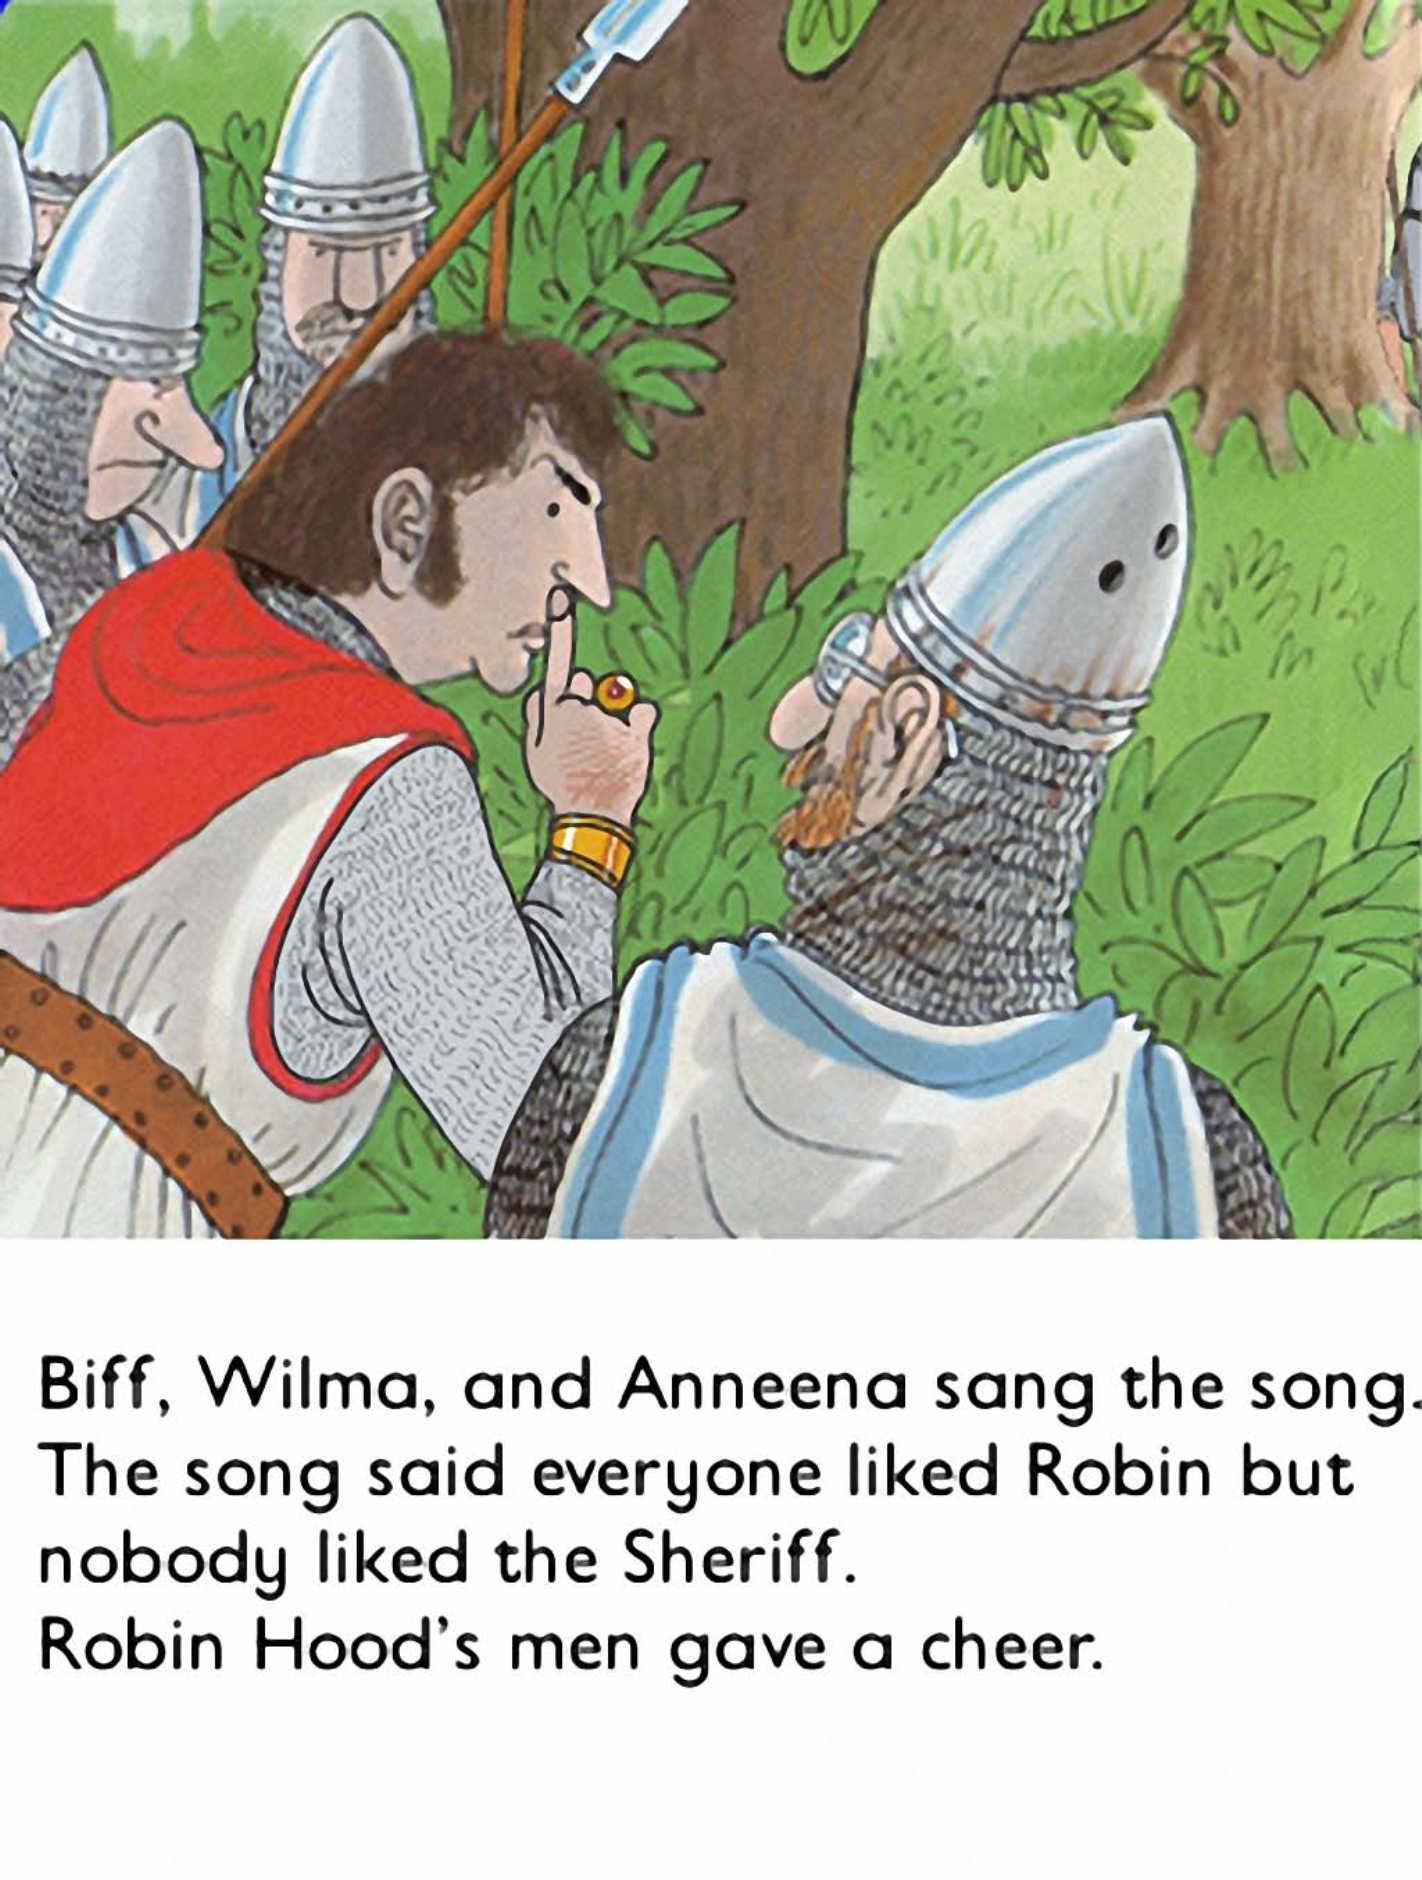 Biff, Wilma, and Anneena sang the song.
The song said everyone liked Robin but
nobody liked the Sheriff.
Robin Hood's men gave a cheer.